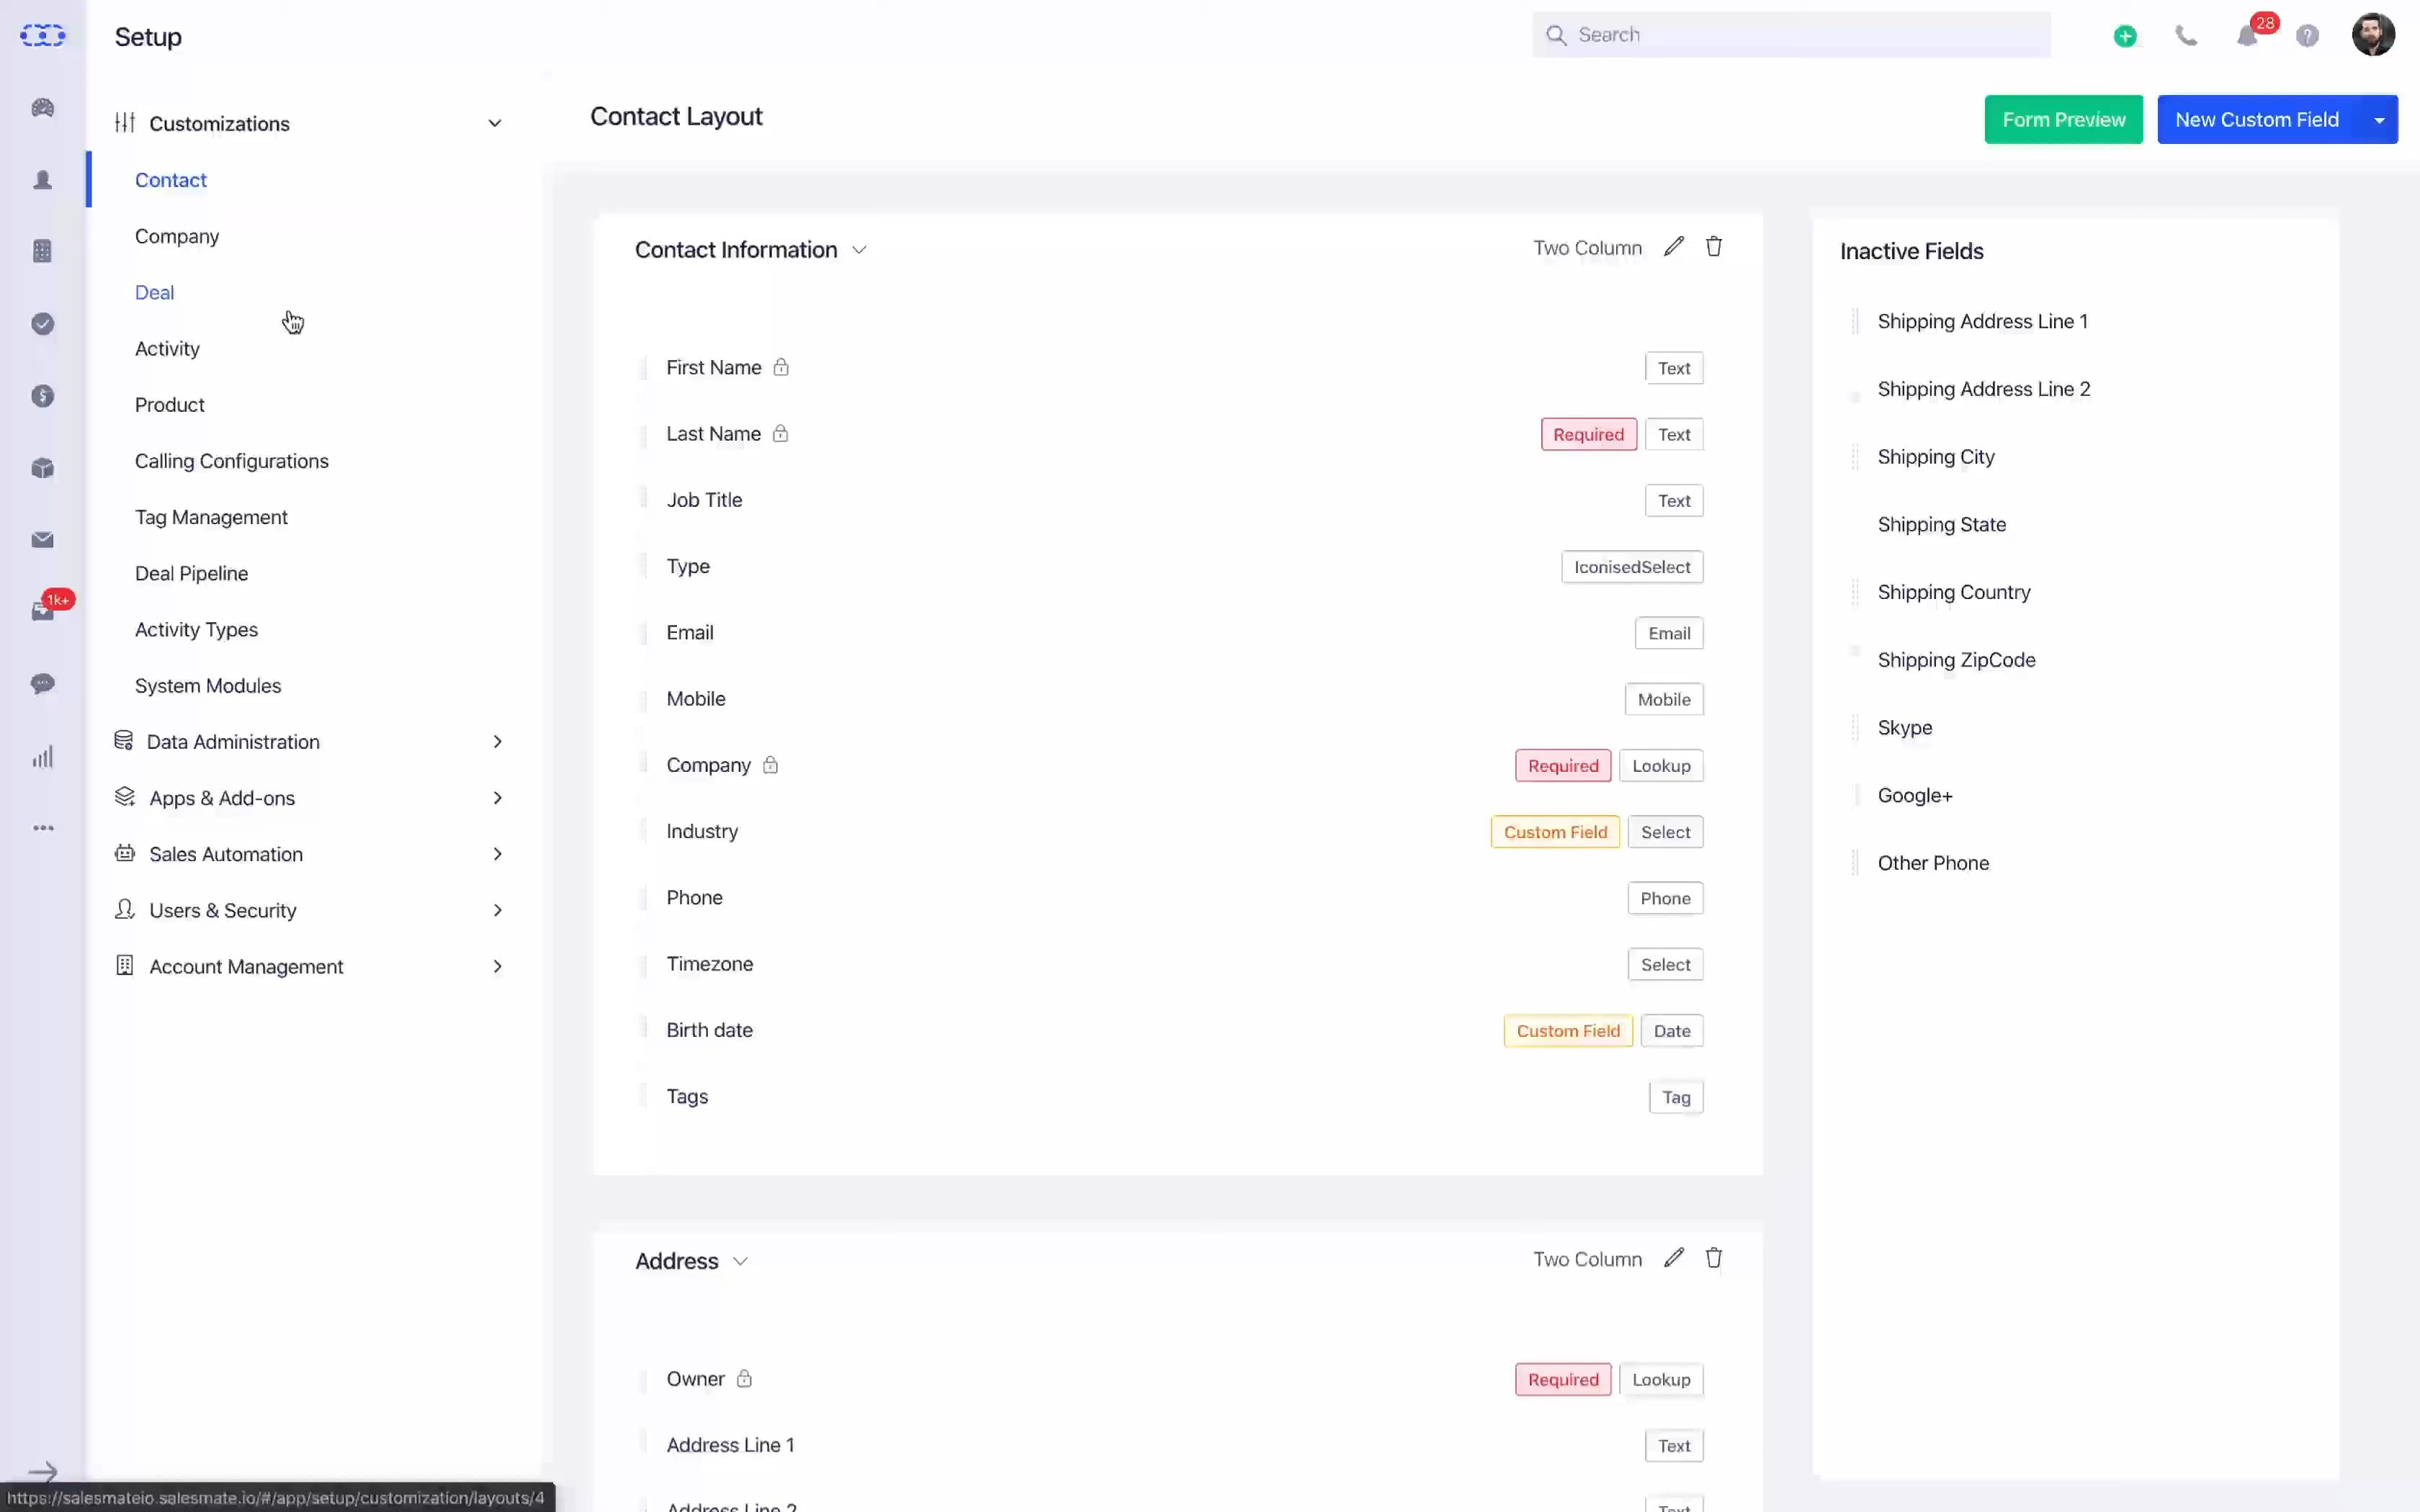 Setup
Search
28
Customizations
Contact
Company
Deal
Activity
Product
Calling Configurations
Tag Management
Deal Pipeline
Activity Types
System Modules
Data Administration
Apps & Add-ons
Sales Automation
Users & Security
Account Management
1k+
Contact Layout
Form Preview
New Custom Field
Contact Information
Two Column
First Name
Text
Last Name
Required Text
Job Title
Text
Type
IconisedSelect
Email
Email
Mobile
Mobile
Company
Required Lookup
Industry
Custom Field Select
Phone
Phone
Timezone
Select
Birth date
Custom Field Date
Tags
Tag
Address
Two Column
Owner
Required Lookup
Address Line 1
Text
Address Line 2
Text
Inactive Fields
Shipping Address Line 1
Shipping Address Line 2
Shipping City
Shipping State
Shipping Country
Shipping ZipCode
Skype
Google+
Other Phone
https://salesmateio.salesmate.io/#/app/setup/customization/layouts/4